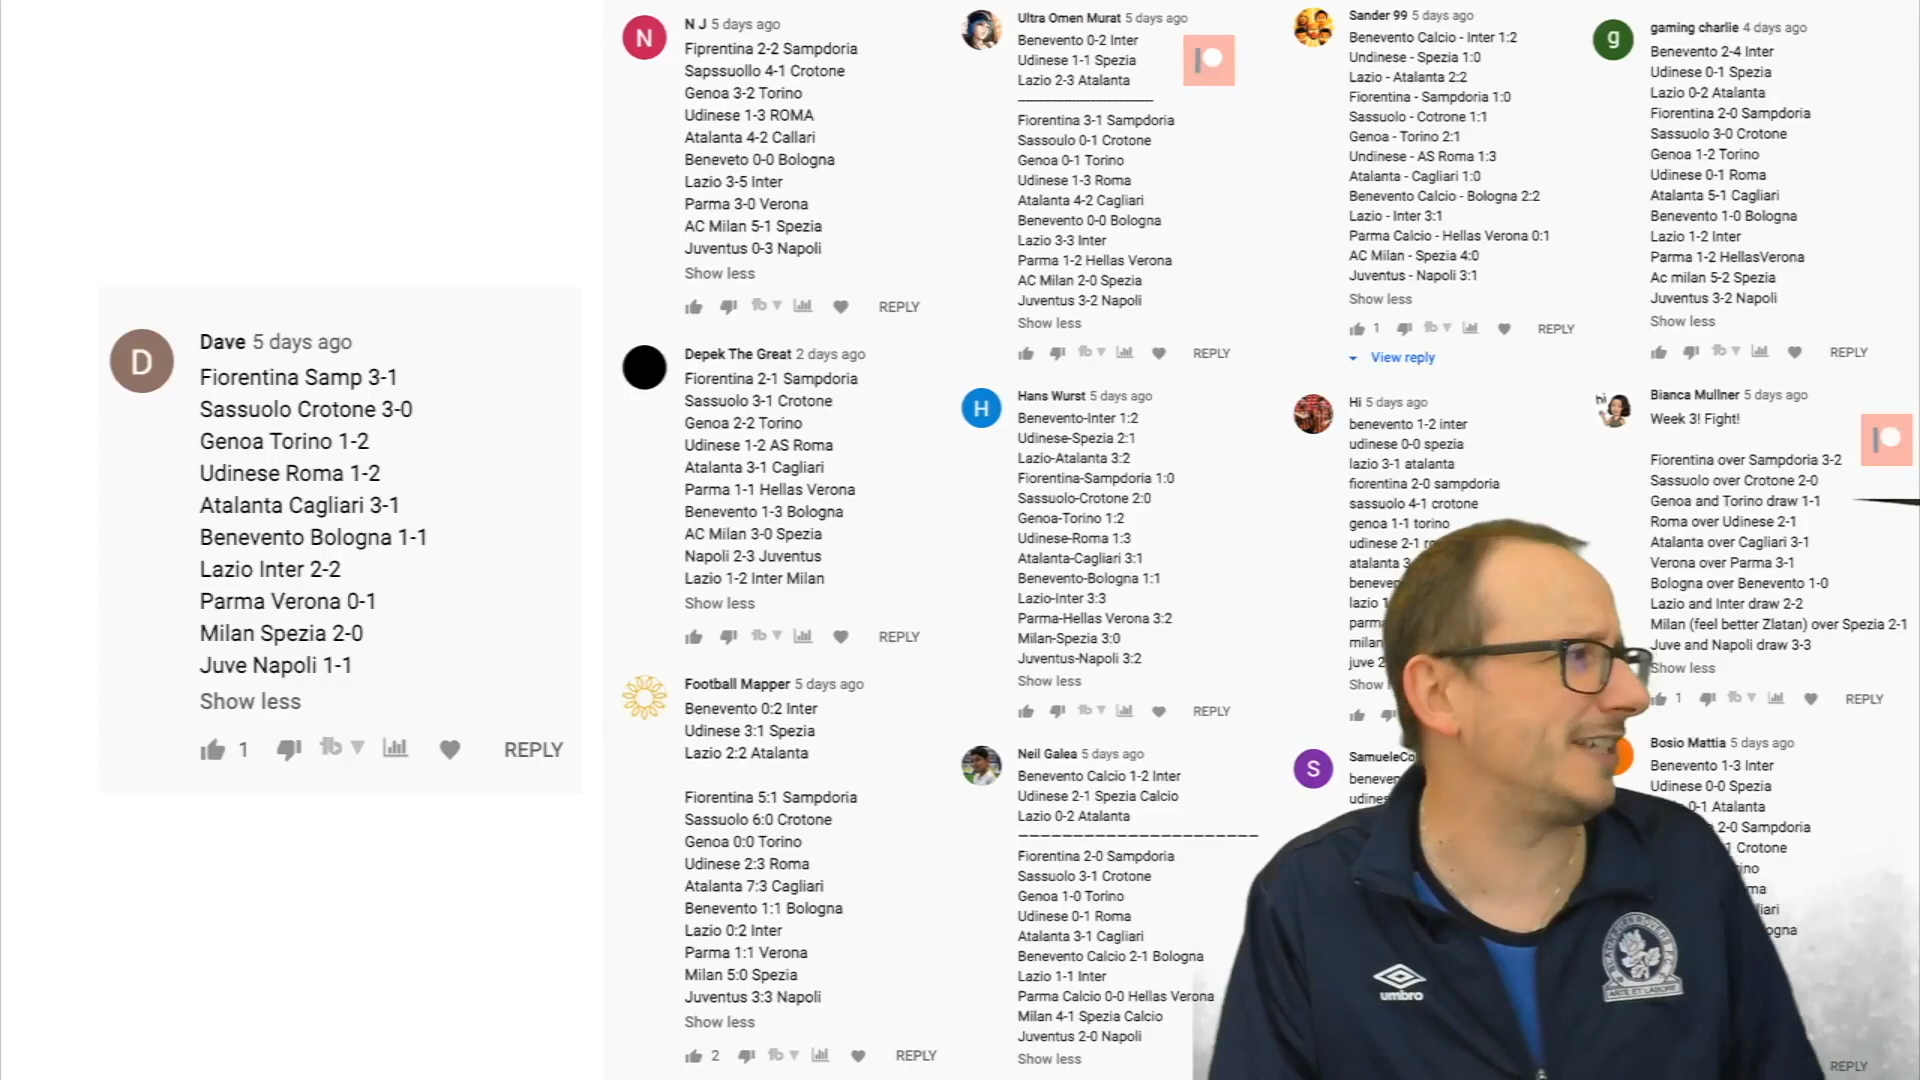 D
Dave 5 days ago
Fiorentina Samp 3-1
Sassuolo Crotone 3-0
Genoa Torino 1-2
Udinese Roma 1-2
Atalanta Cagliari 3-1
Benevento Bologna 1-1
Lazio Inter 2-2
Parma Verona 0-1
Milan Spezia 2-0
Juve Napoli 1-1
Show less
1
REPLY
N
N J 5 days ago
Fiprentina 2-2 Sampdoria
Sapssuollo 4-1 Crotone
Genoa 3-2 Torino
Udinese 1-3 ROMA
Atalanta 4-2 Callari
Beneveto 0-0 Bologna
Lazio 3-5 Inter
Parma 3-0 Verona
AC Milan 5-1 Spezia
Juventus 0-3 Napoli
Show less
REPLY
Depek The Great 2 days ago
Fiorentina 2-1 Sampdoria
Sassuolo 3-1 Crotone
Genoa 2-2 Torino
Udinese 1-2 AS Roma
Atalanta 3-1 Cagliari
Parma 1-1 Hellas Verona
Benevento 1-3 Bologna
AC Milan 3-0 Spezia
Napoli 2-3 Juventus
Lazio 1-2 Inter Milan
Show less
REPLY
Football Mapper 5 days ago
Benevento 0:2 Inter
Udinese 3:1 Spezia
Lazio 2:2 Atalanta
Fiorentina 5:1 Sampdoria
Sassuolo 6:0 Crotone
Genoa 0:0 Torino
Udinese 2:3 Roma
Atalanta 7:3 Cagliari
Benevento 1:1 Bologna
Lazio 0:2 Inter
Parma 1:1 Verona
Milan 5:0 Spezia
Juventus 3:3 Napoli
Show less
2
REPLY
Ultra Omen Murat 5 days ago
Benevento 0-2 Inter
Udinese 1-1 Spezia
Lazio 2-3 Atalanta
Fiorentina 3-1 Sampdoria
Sassoulo 0-1 Crotone
Genoa 0-1 Torino
Udinese 1-3 Roma
Atalanta 4-2 Cagliari
Benevento 0-0 Bologna
Lazio 3-3 Inter
Parma 1-2 Hellas Verona
AC Milan 2-0 Spezia
Juventus 3-2 Napoli
Show less
REPLY
H
Hans Wurst 5 days ago
Benevento-Inter 1:2
Udinese-Spezia 2:1
Lazio-Atalanta 3:2
Fiorentina-Sampdoria 1:0
Sassuolo-Crotone 2:0
Genoa-Torino 1:2
Udinese-Roma 1:3
Atalanta-Cagliari 3:1
Benevento-Bologna 1:1
Lazio-Inter 3:3
Parma-Hellas Verona 3:2
Milan-Spezia 3:0
Juventus-Napoli 3:2
Show less
REPLY
Neil Galea 5 days ago
Benevento Calcio 1-2 Inter
Udinese 2-1 Spezia Calcio
Lazio 0-2 Atalanta
Fiorentina 2-0 Sampdoria
Sassuolo 3-1 Crotone
Genoa 1-0 Torino
Udinese 0-1 Roma
Atalanta 3-1 Cagliari
Benevento Calcio 2-1 Bologna
Lazio 1-1 Inter
Parma Calcio 0-0 Hellas Verona
Milan 4-1 Spezia Calcio
Juventus 2-0 Napoli
Show less
Sander 99 5 days ago
Benevento Calcio - Inter 1:2
Undinese - Spezia 1:0
Lazio - Atalanta 2:2
Fiorentina - Sampdoria 1:0
Sassuolo - Cotrone 1:1
Genoa - Torino 2:1
Undinese - AS Roma 1:3
Atalanta - Cagliari 1:0
Benevento Calcio - Bologna 2:2
Lazio - Inter 3:1
Parma Calcio - Hellas Verona 0:1
AC Milan - Spezia 4:0
Juventus - Napoli 3:1
Show less
1
REPLY
View reply
Hi 5 days ago
benevento 1-2 inter
udinese 0-0 spezia
lazio 3-1 atalanta
fiorentina 2-0 sampdoria
sassuolo 4-1 crotone
genoa 1-1 torino
udinese 2-1
atalanta
lazio
milan
juve
Show
S
gaming charlie 4 days ago
g
Benevento 2-4 Inter
Udinese 0-1 Spezia
Lazio 0-2 Atalanta
Fiorentina 2-0 Sampdoria
Sassuolo 3-0 Crotone
Genoa 1-2 Torino
Udinese 0-1 Roma
Atalanta 5-1 Cagliari
Benevento 1-0 Bologna
Lazio 1-2 Inter
Parma 1-2 HellasVerona
Ac milan 5-2 Spezia
Juventus 3-2 Napoli
Show less
REPLY
hi
Bianca Mullner 5 days ago
Week 3! Fight!
Fiorentina over Sampdoria 3-2
Sassuolo over Crotone 2-0
Genoa and Torino draw 1-1
Roma over Udinese 2-1
Atalanta over Cagliari 3-1
Verona over Parma 3-1
Bologna over Benevento 1-0
Lazio and Inter draw 2-2
Milan (feel better Zlatan) over Spezia 2-1
Juve and Napoli draw 3-3
Show less
1
REPLY
Bosio Mattia 5 days ago
Benevento 1-3 Inter
Udinese 0-0 Spezia
0-1 Atalanta
2-0 Sampdoria
Crotone
REPLY
umbro
ARTE ET LABORE